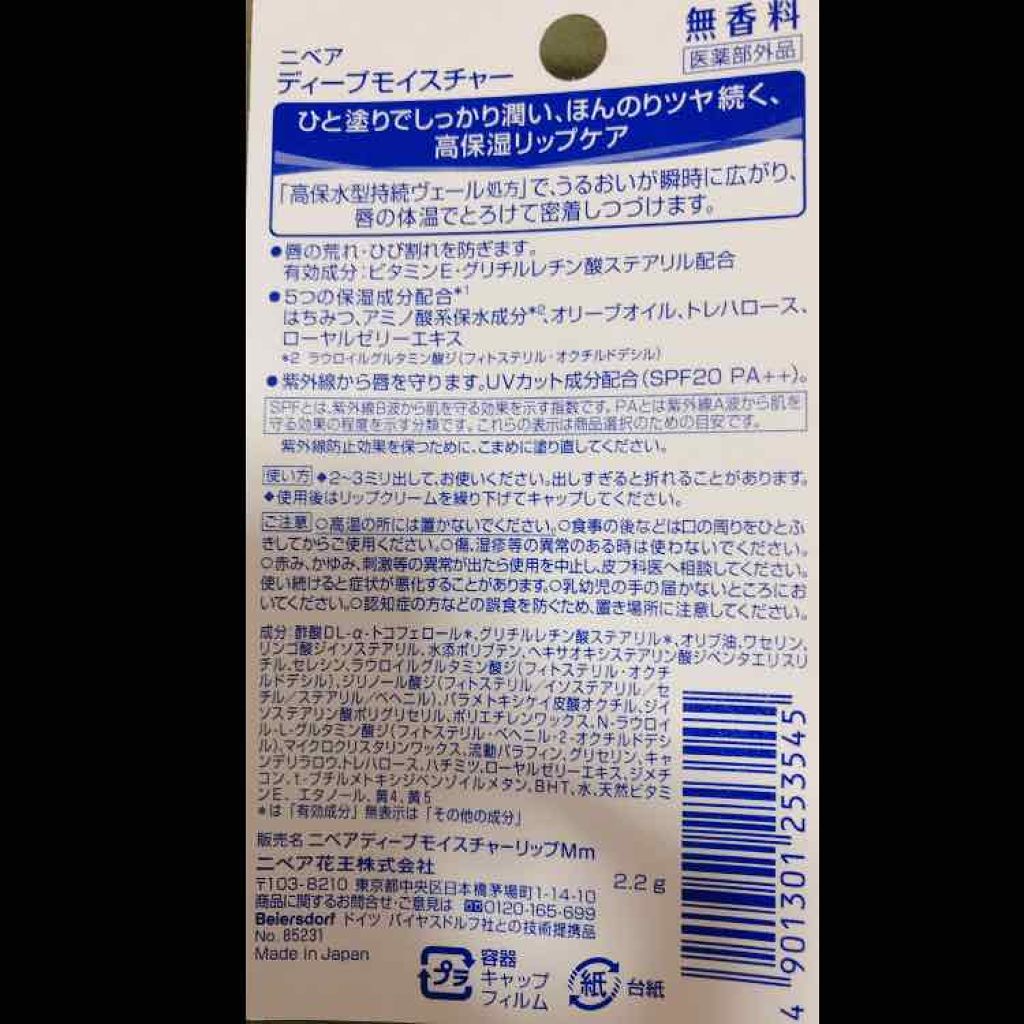 無香料
医薬部外品
ニベア
ディープモイスチャー
ひと塗りでしっかり潤い、ほんのりツヤ続く、
高保湿リップケア
「高保水型持続ヴェール処方」で、うるおいが瞬時に広がり、
唇の体温でとろけて密着しつづけます。
●唇の荒れ・ひび割れを防ぎます。
有効成分:ビタミンE・グリチルレチン酸ステアリル配合
●5つの保湿成分配合*1
はちみつ、アミノ酸系保水成分*2、オリーブオイル、トレハロース、
ローヤルゼリーエキス
*2 ラウロイルグルタミン酸ジ(フィトステリル・オクチルドデシル)
●紫外線から唇を守ります。UVカット成分配合(SPF20 PA++)。
SPFとは、紫外線B波から肌を守る効果を示す指数です。PAとは紫外線A波から肌を
守る効果の程度を示す分類です。これらの表示は商品選択のための目安です。
紫外線防止効果を保つために、こまめに塗り直してください。
使い方 ◆2~3ミリ出して、お使いください。出しすぎると折れることがあります。
◆使用後はリップクリームを繰り下げてキャップしてください。
ご注意 ○高温の所には置かないでください。○食事の後などは口の周りをひとふ
きしてからご使用ください。○傷、湿疹等の異常のある時は使わないでください。
○赤み、かゆみ、刺激等の異常が出たら使用を中止し、皮フ科医へ相談してください。
使い続けると症状が悪化することがあります。○乳幼児の手の届かないところにお
いてください。○認知症の方などの誤食を防ぐため、置き場所に注意してください。
成分:酢酸DL-α-トコフェロール*、グリチルレチン酸ステアリル*、オリブ油、ワセリン、
リンゴ酸ジイソステアリル、水添ポリブテン、ヘキサオキシステアリン酸ジペンタエリスリ
チル、セレシン、ラウロイルグルタミン酸ジ(フィトステリル・オクチ
ルドデシル)、ジリノール酸ジ(フィトステリル/イソステアリル/セ
チル/ステアリル/ベヘニル)、パラメトキシケイ皮酸オクチル、ジイ
ソステアリン酸ポリグリセリル、ポリエチレンワックス、N-ラウロイ
ル-L-グルタミン酸ジ(フィトステリル・ベヘニル・2-オクチルドデシ
ル)、マイクロクリスタリンワックス、流動パラフィン、グリセリン、キャ
ンデリラロウ、トレハロース、ハチミツ、ローヤルゼリーエキス、ジメチ
コン、t-ブチルメトキシジベンゾイルメタン、BHT、水、天然ビタミ
ンE、エタノール、黄4、黄5
*は「有効成分」無表示は「その他の成分」
販売名 ニベアディープモイスチャーリップMm
ニベア花王株式会社
2.2g
〒103-8210 東京都中央区日本橋茅場町1-14-10
商品に関するお問合せ・ご意見は 0120-165-699
Beiersdorf ドイツ バイヤスドルフ社との技術提携品
No. 85231
Made in Japan
プラ
容器
キャップ
フィルム
紙
台紙
4 901301 253545